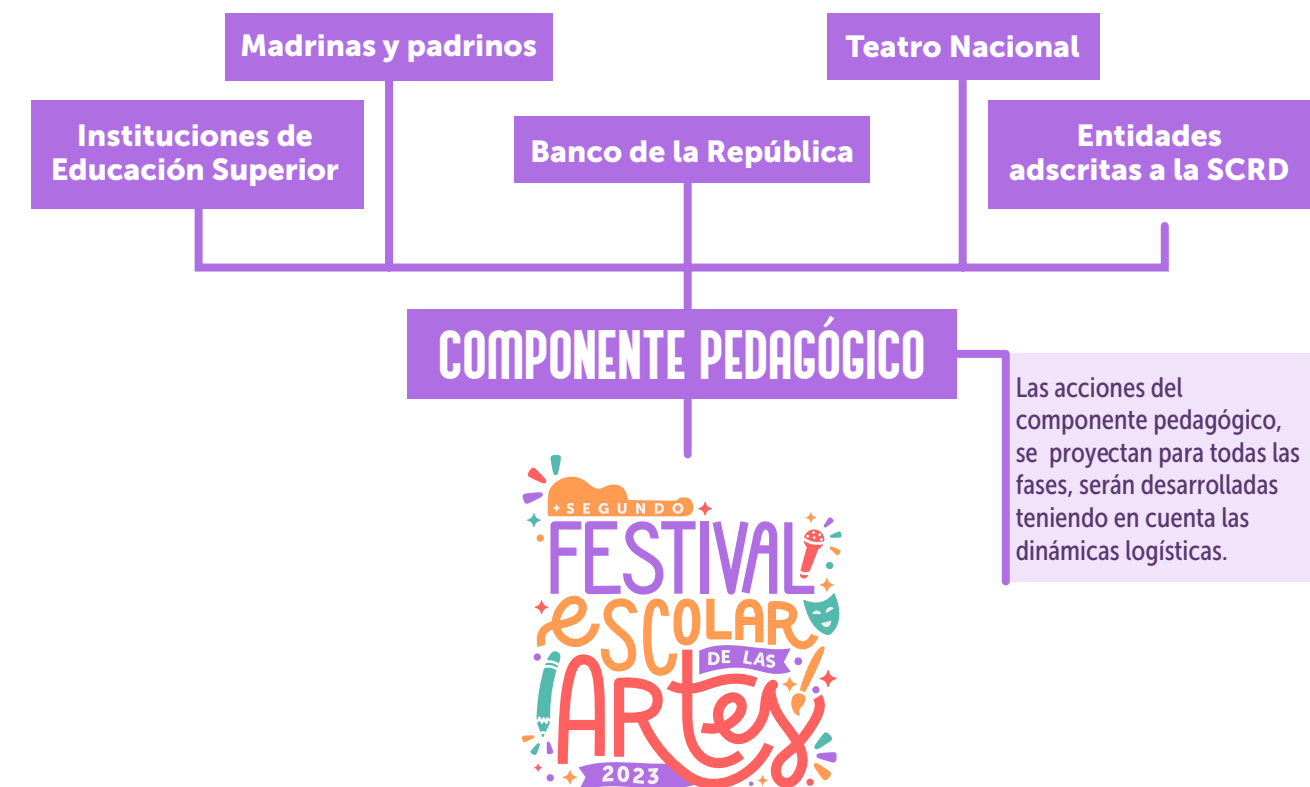 Madrinas y padrinos
Teatro Nacional
Instituciones de
Educación Superior
Banco de la República
Entidades
adscritas a la SCRD
COMPONENTE PEDAGÓGICO
Las acciones del
componente pedagógico,
se proyectan para todas las
fases, serán desarrolladas
teniendo en cuenta las
dinámicas logísticas.
SEGUNDO
FESTIVAL
eSCOLAR
DE LAS
ARTes
2023